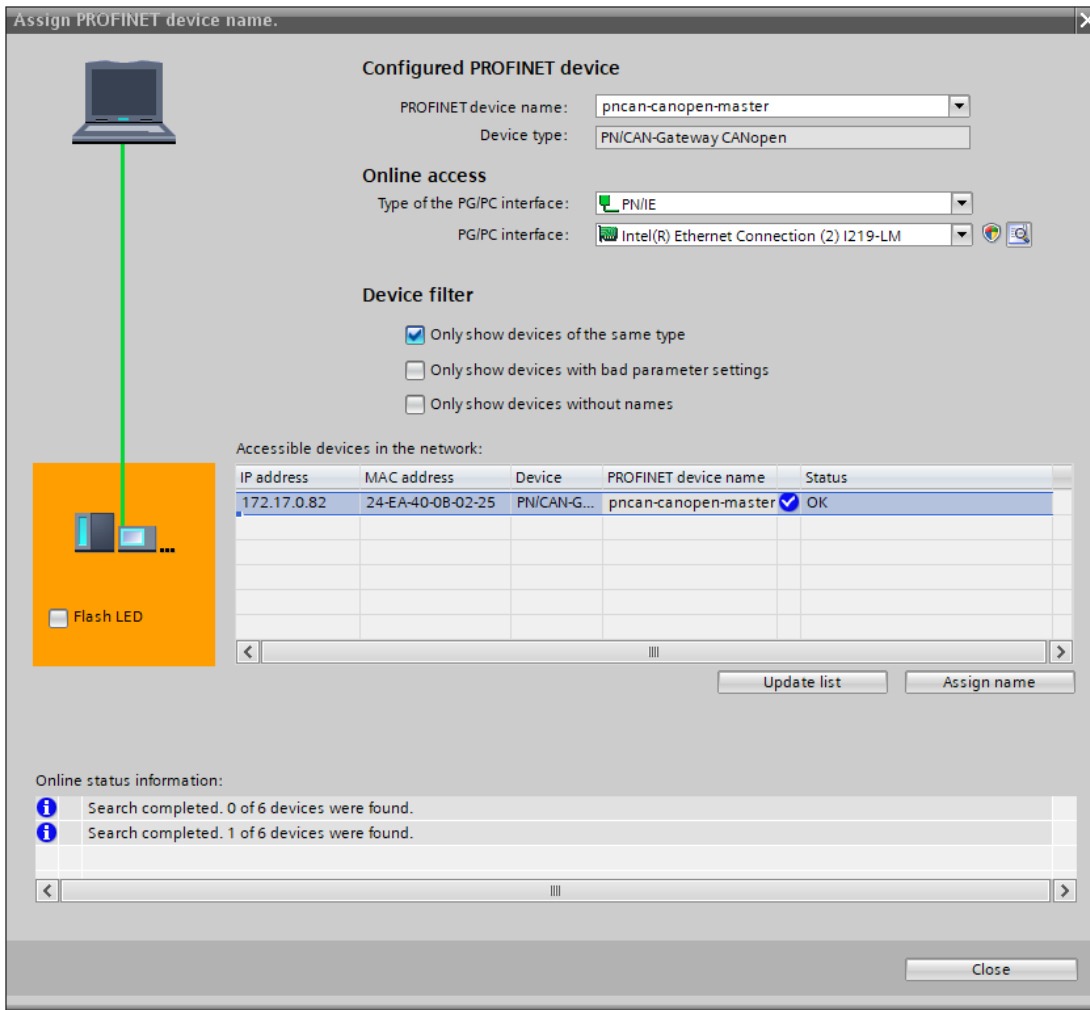 Assign PROFINET device name.
Configured PROFINET device
PROFINET device name: pncan-canopen-master
Device type: PN/CAN-Gateway CANopen
Online access
Type of the PG/PC interface: PN/IE
PG/PC interface: Intel(R) Ethernet Connection (2) I219-LM
Device filter
Only show devices of the same type
Only show devices with bad parameter settings
Only show devices without names
Accessible devices in the network:
IP address MAC address Device PROFINET device name Status
172.17.0.82 24-EA-40-0B-02-25 PN/CAN-G... pncan-canopen-master OK
Flash LED
Update list Assign name
Online status information:
Search completed. 0 of 6 devices were found.
Search completed. 1 of 6 devices were found.
Close